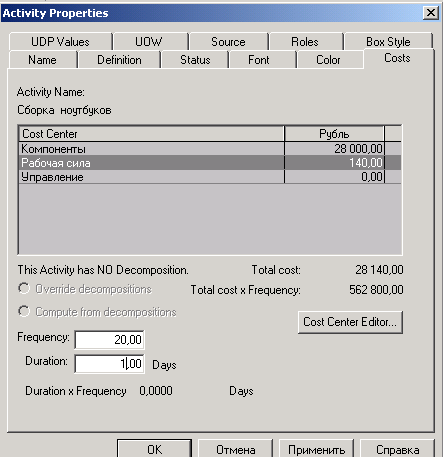 Activity Properties
UDP Values UOW Source Roles Box Style
Name Definition Status Font Color Costs
Activity Name:
Сборка ноутбуков
Cost Center Рубль
Компоненты 28 000,00
Рабочая сила 140,00
Управление 0,00
This Activity has NO Decomposition. Total cost: 28 140,00
Override decompositions Total cost x Frequency: 562 800,00
Compute from decompositions
Cost Center Editor...
Frequency: 20,00
Duration: 1,00 Days
Duration x Frequency 0,0000 Days
OK Отмена Применить Справка